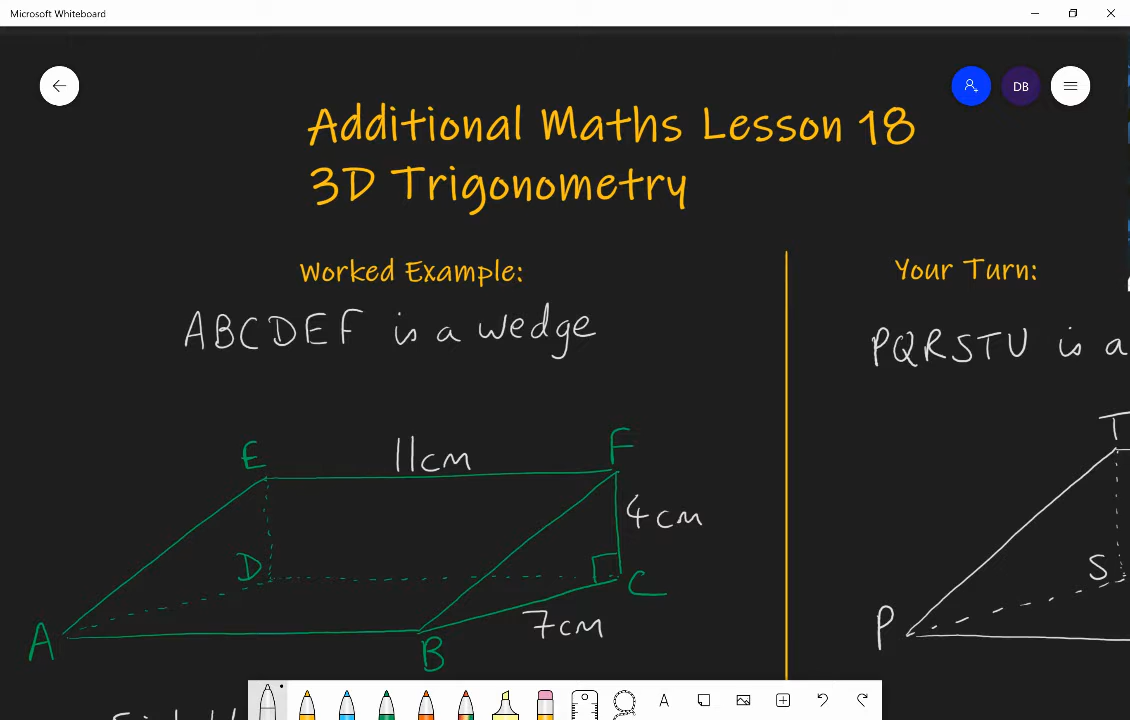 Microsoft Whiteboard
DB
Additional Maths Lesson 18
3D Trigonometry
Worked Example:
Your Turn:
ABCDEF is a wedge
PQRSTU is a
E
11cm
F
T
4cm
D
C
S
7cm
A
B
P
A